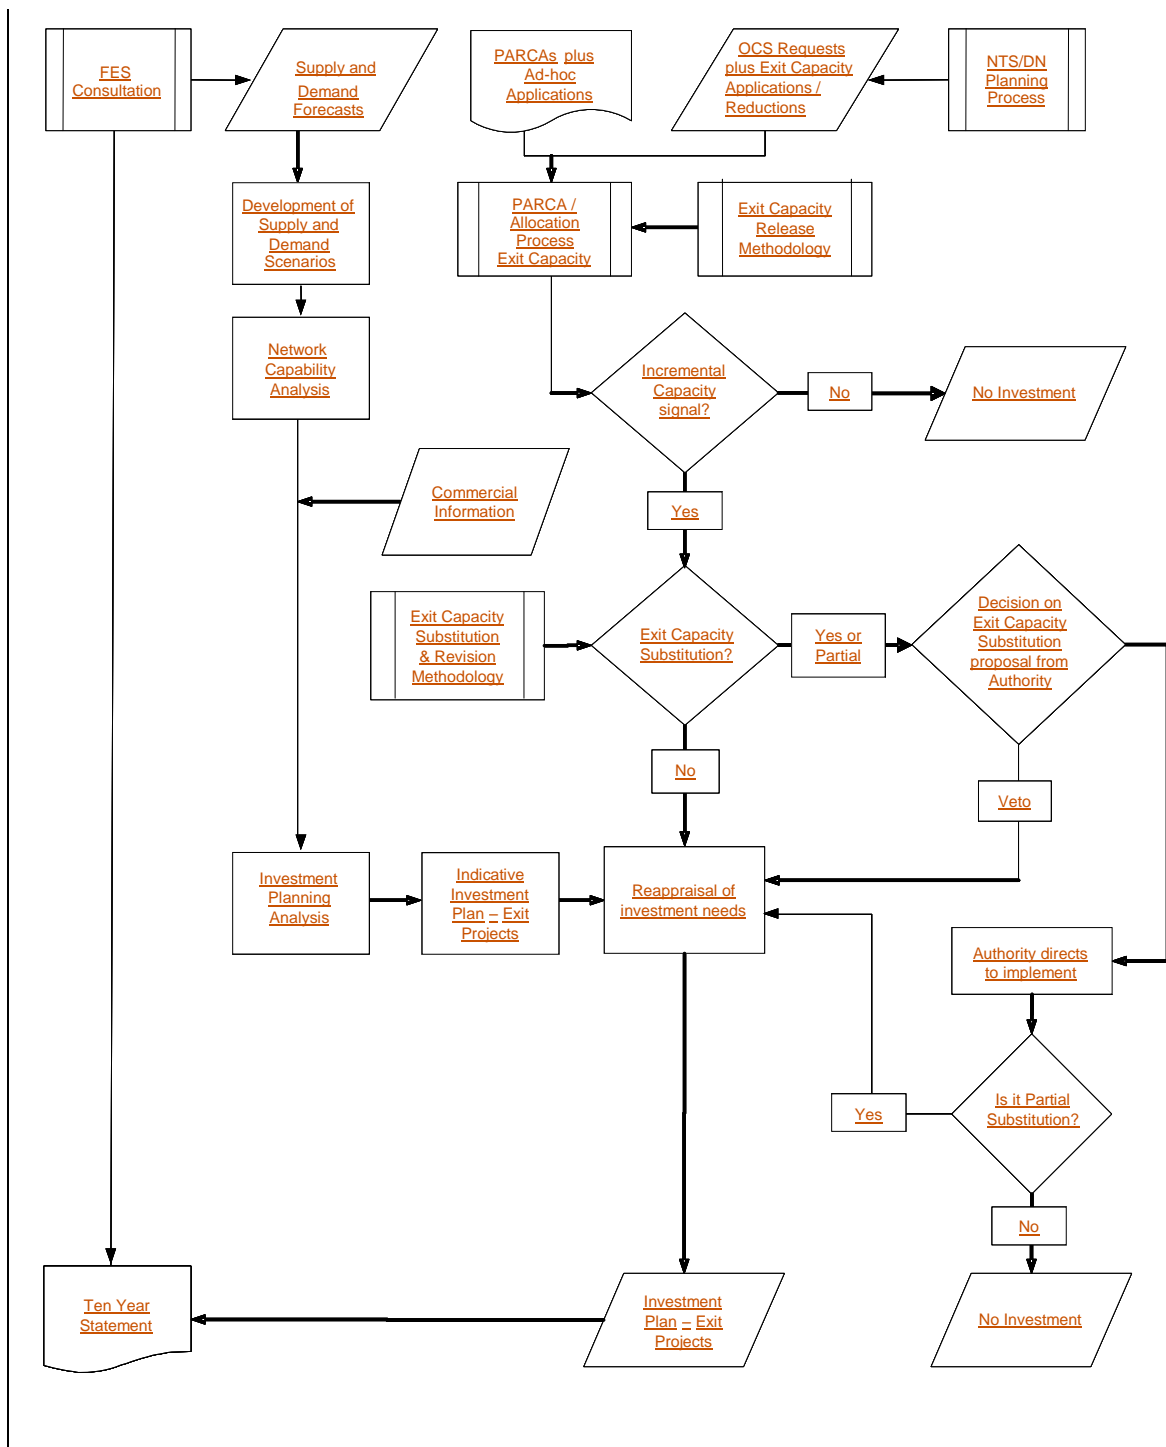 FES
Consultation
Supply and
Demand
Forecasts
PARCAs plus
Ad-hoc
Applications
OCS Requests
plus Exit Capacity
Applications /
Reductions
NTS/DN
Planning
Process
Development of
Supply and
Demand
Scenarios
PARCA /
Allocation
Process
Exit Capacity
Exit Capacity
Release
Methodology
Network
Capability
Analysis
Incremental
Capacity
signal?
No
No Investment
Commercial
Information
Yes
Exit Capacity
Substitution
& Revision
Methodology
Exit Capacity
Substitution?
Yes or
Partial
Decision on
Exit Capacity
Substitution
proposal from
Authority
No
Veto
Investment
Planning
Analysis
Indicative
Investment
Plan – Exit
Projects
Reappraisal of
investment needs
Authority directs
to implement
Yes
Is it Partial
Substitution?
No
Ten Year
Statement
Investment
Plan – Exit
Projects
No Investment